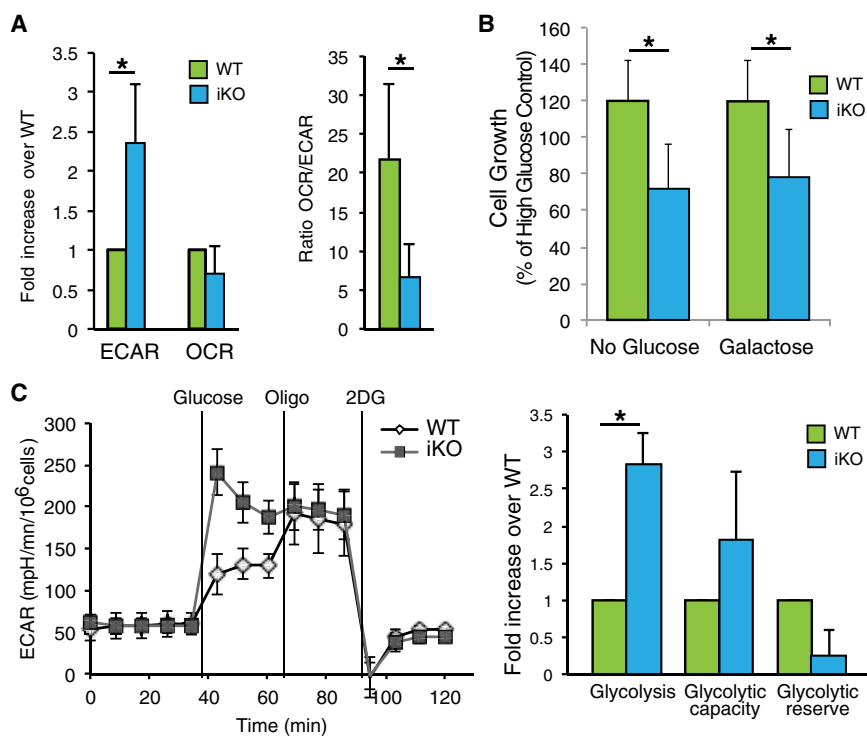 A
Fold increase over WT
3.5
3
2.5
2
1.5
1
0.5
0
*
WT
iKO
ECAR
OCR
Ratio OCR/ECAR
35
30
25
20
15
10
5
0
*
B
Cell Growth
(% of High Glucose Control)
160
140
120
100
80
60
40
20
0
*
*
WT
iKO
No Glucose
Galactose
C
Glucose
Oligo
2DG
WT
iKO
ECAR (mpH/mn/10⁶cells)
300
250
200
150
100
50
0
0
20
40
60
80
100
120
Time (min)
Fold increase over WT
3.5
3
2.5
2
1.5
1
0.5
0
*
WT
iKO
Glycolysis
Glycolytic
capacity
Glycolytic
reserve